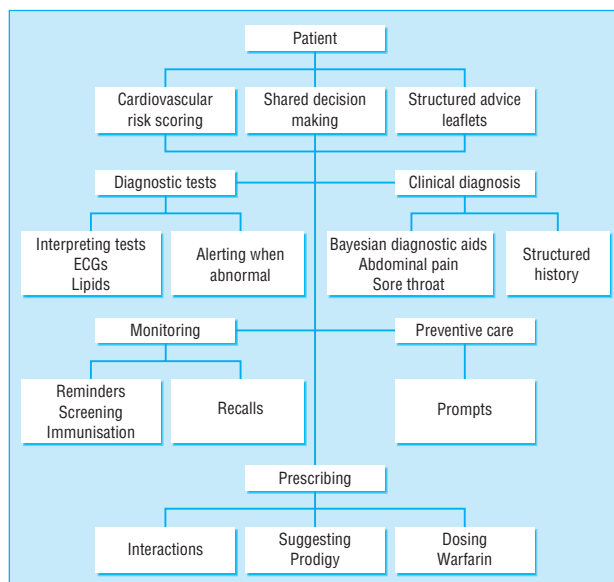 Patient
Cardiovascular
risk scoring
Shared decision
making
Structured advice
leaflets
Diagnostic tests
Clinical diagnosis
Interpreting tests
ECGs
Lipids
Alerting when
abnormal
Bayesian diagnostic aids
Abdominal pain
Sore throat
Structured
history
Monitoring
Preventive care
Reminders
Screening
Immunisation
Recalls
Prompts
Prescribing
Interactions
Suggesting
Prodigy
Dosing
Warfarin